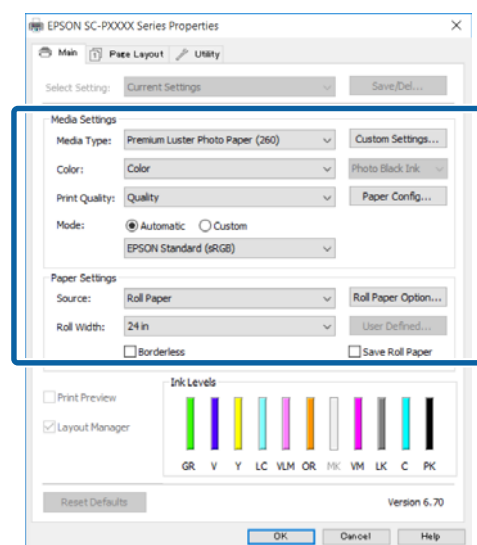 EPSON SC-PXXXX Series Properties
Main Page Layout Utility
Select Setting: Current Settings Save/Del...
Media Settings
Media Type: Premium Luster Photo Paper (260) Custom Settings...
Color: Color Photo Black Ink
Print Quality: Quality Paper Config...
Mode: Automatic Custom
EPSON Standard (sRGB)
Paper Settings
Source: Roll Paper Roll Paper Option...
Roll Width: 24 in User Defined...
Borderless Save Roll Paper
Ink Levels
Print Preview
Layout Manager
GR V Y LC VLM OR MK VM LK C PK
Reset Defaults Version 6.70
OK Cancel Help